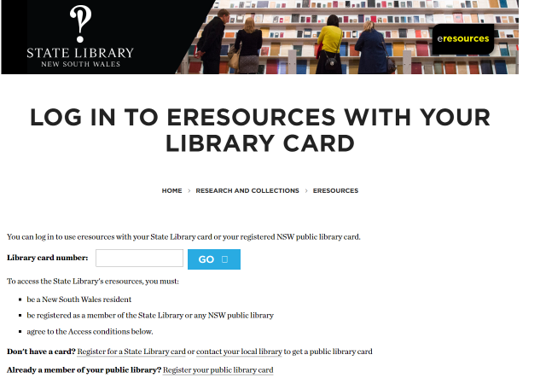 STATE LIBRARY
NEW SOUTH WALES
eresources
LOG IN TO ERESOURCES WITH YOUR
LIBRARY CARD
HOME › RESEARCH AND COLLECTIONS › ERESOURCES
You can log in to use eresources with your State Library card or your registered NSW public library card.
Library card number: GO
To access the State Library's eresources, you must:
▪ be a New South Wales resident
▪ be registered as a member of the State Library or any NSW public library
▪ agree to the Access conditions below.
Don't have a card? Register for a State Library card or contact your local library to get a public library card
Already a member of your public library? Register your public library card